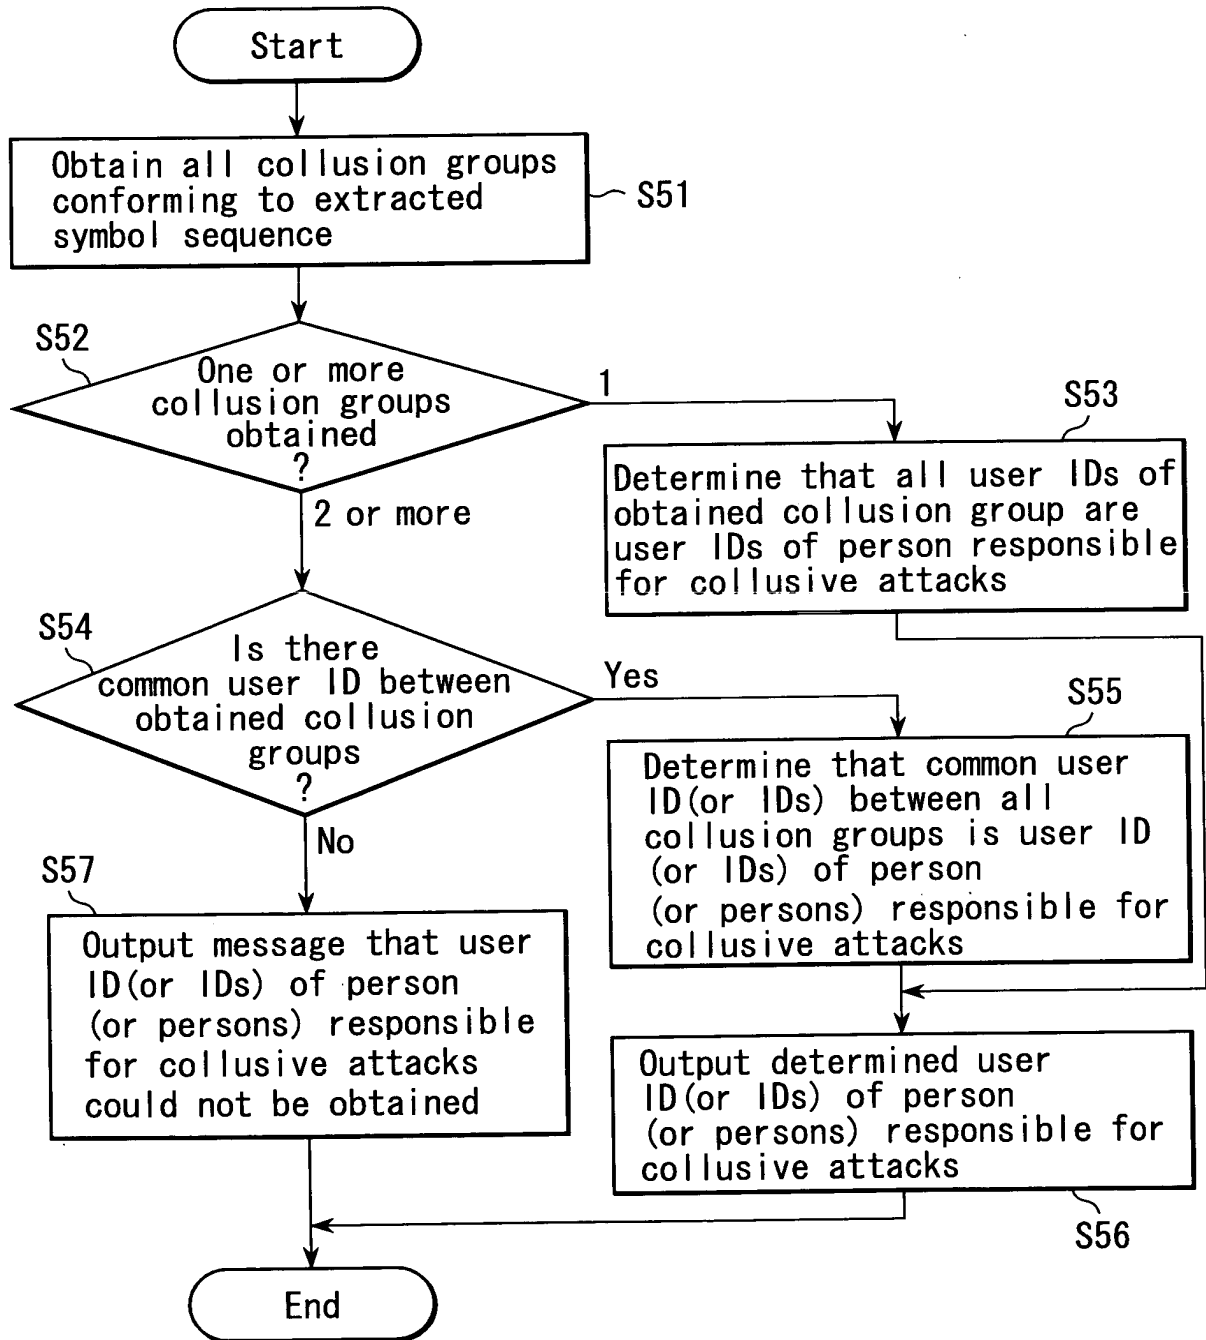 Start
Obtain all collusion groups
conforming to extracted
symbol sequence
S51
S52
One or more
collusion groups
obtained
?
1
2 or more
S53
Determine that all user IDs of
obtained collusion group are
user IDs of person responsible
for collusive attacks
S54
Is there
common user ID between
obtained collusion
groups
?
Yes
No
S55
Determine that common user
ID(or IDs) between all
collusion groups is user ID
(or IDs) of person
(or persons) responsible for
collusive attacks
S57
Output message that user
ID(or IDs) of person
(or persons) responsible
for collusive attacks
could not be obtained
Output determined user
ID(or IDs) of person
(or persons) responsible for
collusive attacks
S56
End